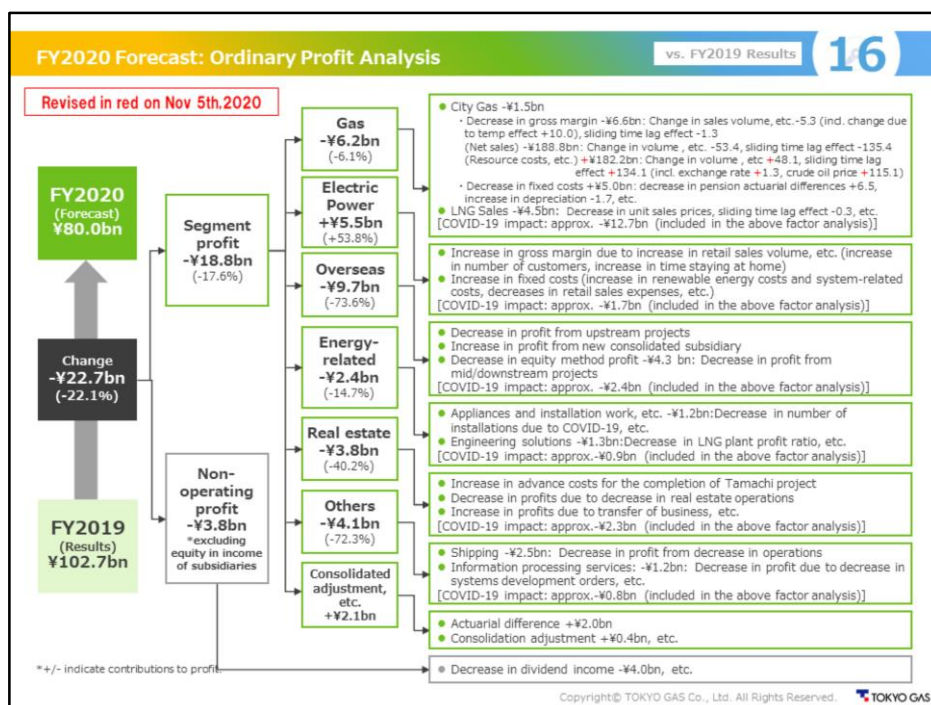 FY2020 Forecast: Ordinary Profit Analysis
vs. FY2019 Results
16
Revised in red on Nov 5th,2020
FY2020
(Forecast)
¥80.0bn
Change
-¥22.7bn
(-22.1%)
FY2019
(Results)
¥102.7bn
Segment
profit
-¥18.8bn
(-17.6%)
Non-
operating
profit
-¥3.8bn
*excluding
equity in income
of subsidiaries
Gas
-¥6.2bn
(-6.1%)
Electric
Power
+¥5.5bn
(+53.8%)
Overseas
-¥9.7bn
(-73.6%)
Energy-
related
-¥2.4bn
(-14.7%)
Real estate
-¥3.8bn
(-40.2%)
Others
-¥4.1bn
(-72.3%)
Consolidated
adjustment,
etc.
+¥2.1bn
● City Gas -¥1.5bn
・Decrease in gross margin -¥6.6bn: Change in sales volume, etc.-5.3 (incl. change due
to temp effect +10.0), sliding time lag effect -1.3
(Net sales) -¥188.8bn: Change in volume , etc. -53.4, sliding time lag effect -135.4
(Resource costs, etc.) +¥182.2bn: Change in volume , etc +48.1, sliding time lag
effect +134.1 (incl. exchange rate +1.3, crude oil price +115.1)
・Decrease in fixed costs +¥5.0bn: decrease in pension actuarial differences +6.5,
increase in depreciation -1.7, etc.
● LNG Sales -¥4.5bn: Decrease in unit sales prices, sliding time lag effect -0.3, etc.
[COVID-19 impact: approx. -¥12.7bn (included in the above factor analysis)]
● Increase in gross margin due to increase in retail sales volume, etc. (increase
in number of customers, increase in time staying at home)
● Increase in fixed costs (increase in renewable energy costs and system-related
costs, decreases in retail sales expenses, etc.)
[COVID-19 impact: approx. -¥1.7bn (included in the above factor analysis)]
● Decrease in profit from upstream projects
● Increase in profit from new consolidated subsidiary
● Decrease in equity method profit -¥4.3 bn: Decrease in profit from
mid/downstream projects
[COVID-19 impact: approx. -¥2.4bn (included in the above factor analysis)]
● Appliances and installation work, etc. -¥1.2bn:Decrease in number of
installations due to COVID-19, etc.
● Engineering solutions -¥1.3bn:Decrease in LNG plant profit ratio, etc.
[COVID-19 impact: approx.-¥0.9bn (included in the above factor analysis)]
● Increase in advance costs for the completion of Tamachi project
● Decrease in profits due to decrease in real estate operations
● Increase in profits due to transfer of business, etc.
[COVID-19 impact: approx.-¥2.3bn (included in the above factor analysis)]
● Shipping -¥2.5bn: Decrease in profit from decrease in operations
● Information processing services: -¥1.2bn: Decrease in profit due to decrease in
systems development orders, etc.
[COVID-19 impact: approx.-¥0.8bn (included in the above factor analysis)]
● Actuarial difference +¥2.0bn
● Consolidation adjustment +¥0.4bn, etc.
● Decrease in dividend income -¥4.0bn, etc.
*+/- indicate contributions to profit.
Copyright© TOKYO GAS Co., Ltd. All Rights Reserved.
TOKYO GAS